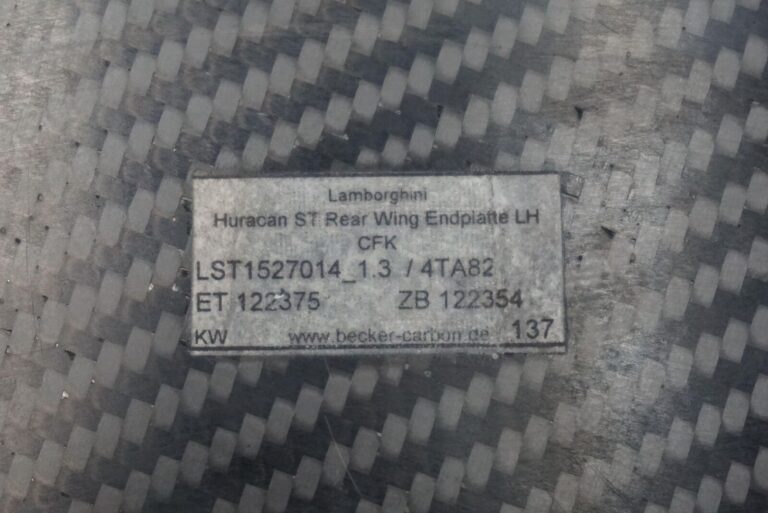 Lamborghini
Huracan ST Rear Wing Endplatte LH
CFK
LST1527014_1.3 / 4TA82
ET 122375 ZB 122354
KW www.becker-carbon.de 137